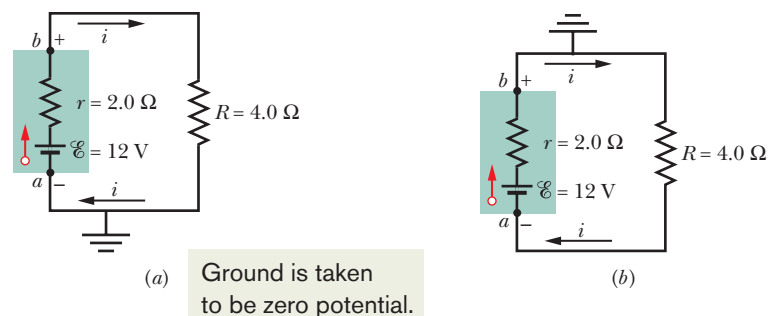 b +
i
r = 2.0 Ω
R = 4.0 Ω
ℰ = 12 V
a −
i
(a)
Ground is taken
to be zero potential.
b +
i
r = 2.0 Ω
R = 4.0 Ω
ℰ = 12 V
a −
i
(b)